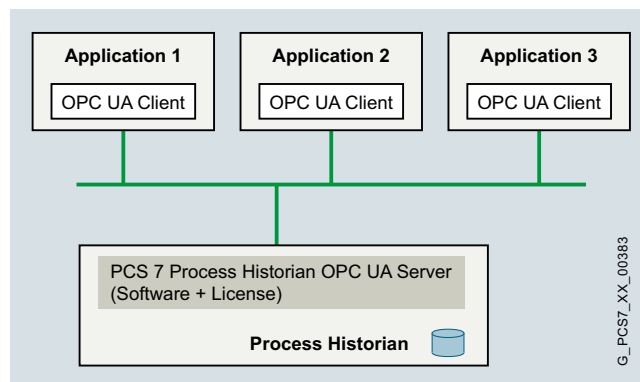 Application 1
OPC UA Client
Application 2
OPC UA Client
Application 3
OPC UA Client
PCS 7 Process Historian OPC UA Server
(Software + License)
Process Historian
G_PCS7_XX_00383